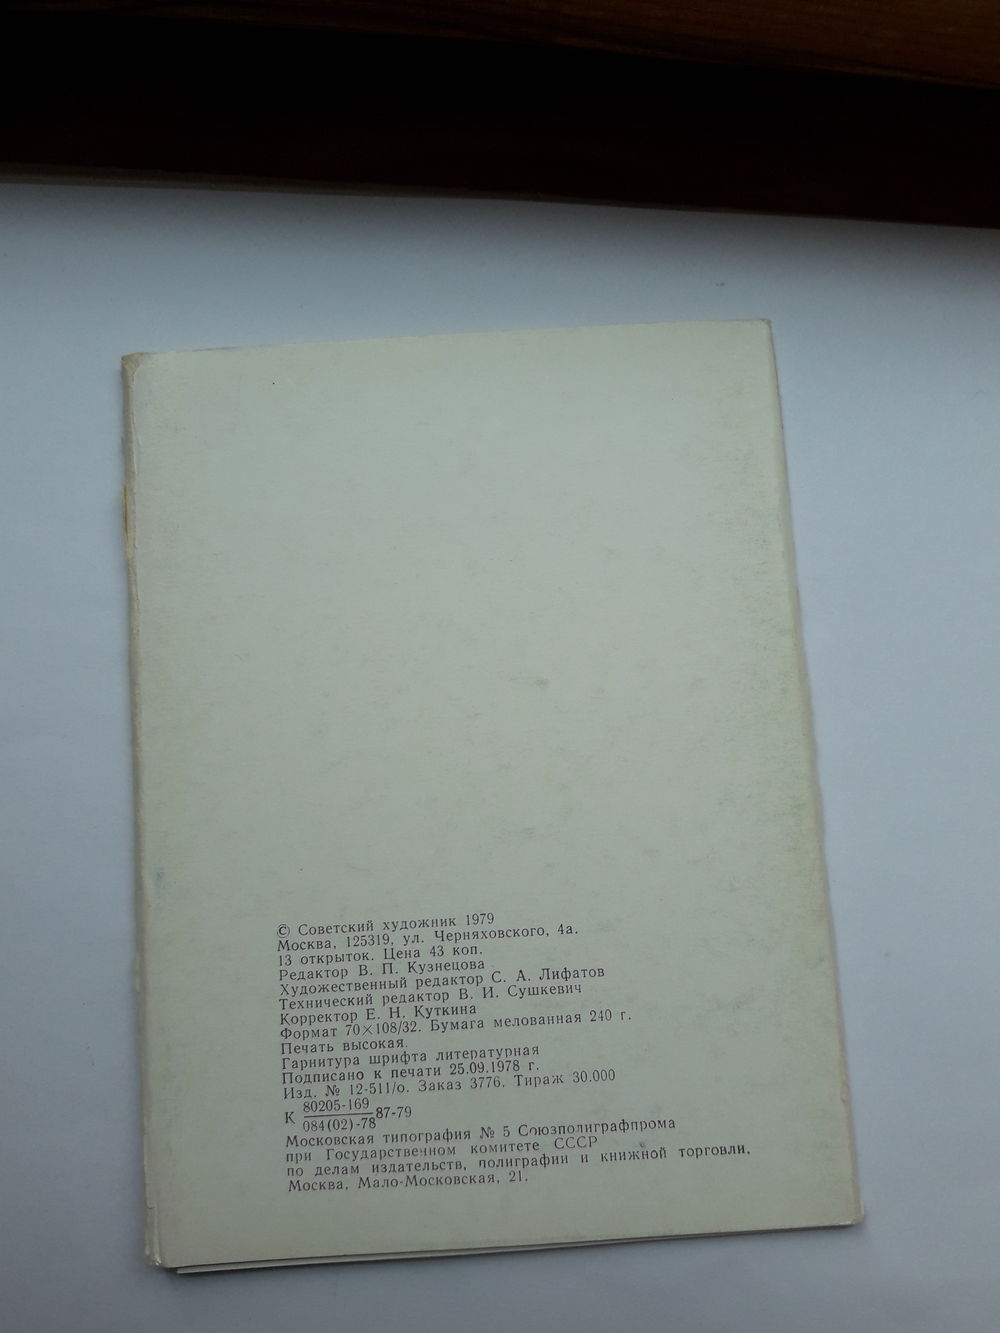 © Советский художник 1979
Москва, 125319, ул. Черняховского, 4а.
13 открыток. Цена 43 коп.
Редактор В. П. Кузнецова
Художественный редактор С. А. Лифатов
Технический редактор В. И. Сушкевич
Корректор Е. Н. Куткина
Формат 70×108/32. Бумага мелованная 240 г.
Печать высокая.
Гарнитура шрифта литературная
Подписано к печати 25.09.1978 г.
Изд. № 12-511/о. Заказ 3776. Тираж 30.000
К 80205-169
084(02)-78 87-79
Московская типография № 5 Союзполиграфпрома
при Государственном комитете СССР
по делам издательств, полиграфии и книжной торговли.
Москва, Мало-Московская, 21.